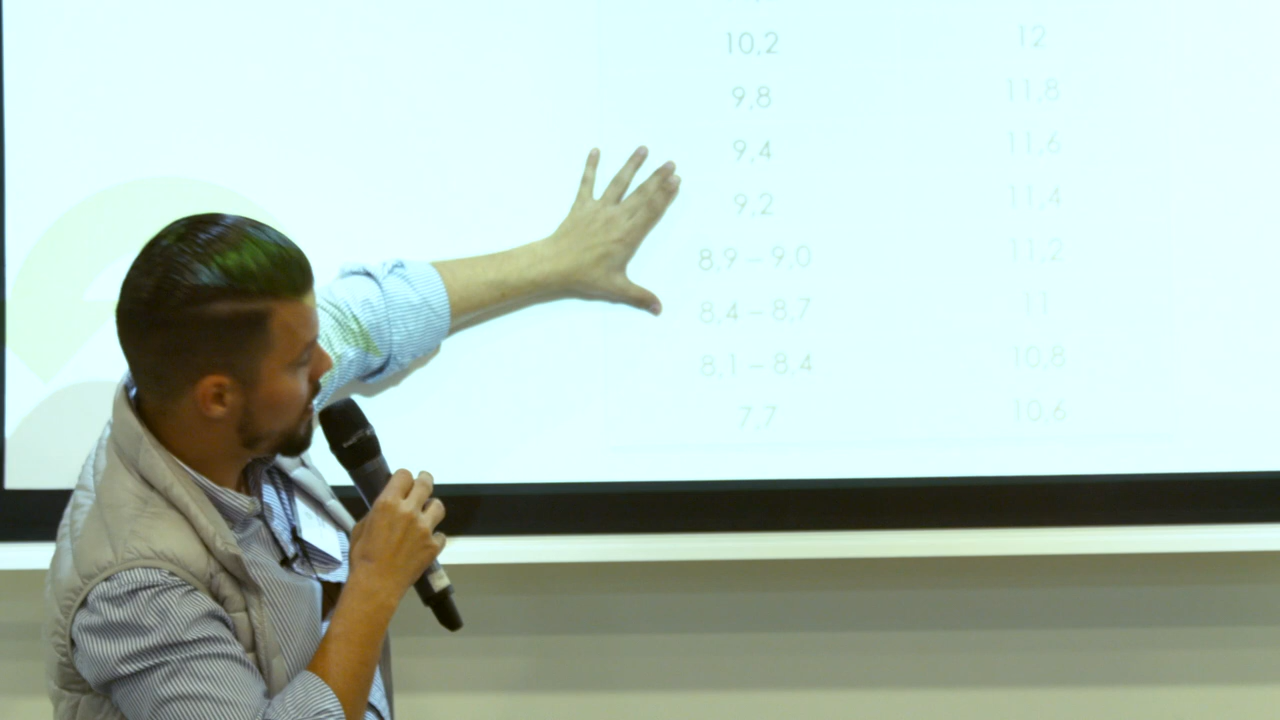 10,2 12
9,8 11,8
9,4 11,6
9,2 11,4
8,9 – 9,0 11,2
8,4 – 8,7 11
8,1 – 8,4 10,8
7,7 10,6